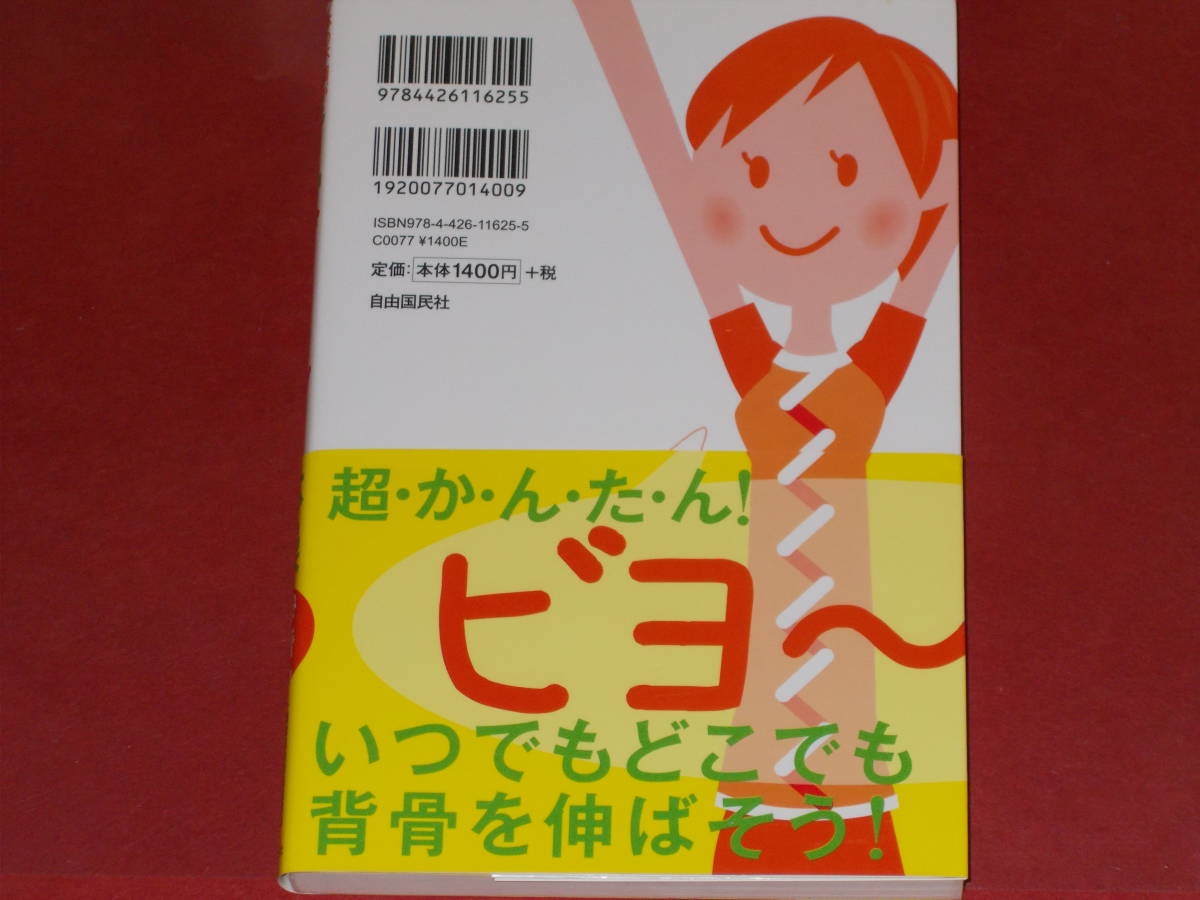 9784426116255
1920077014009
ISBN978-4-426-11625-5
C0077 ¥1400E
定価：本体1400円＋税
自由国民社
超・か・ん・た・ん！
ビヨ〜
いつでもどこでも
背骨を伸ばそう！